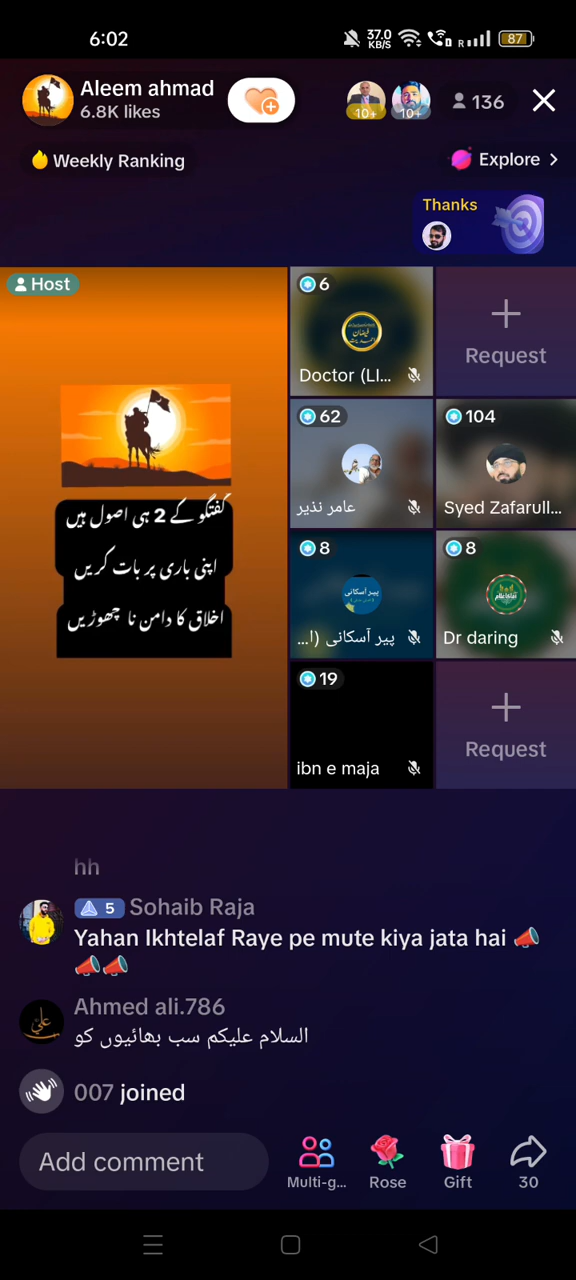 6:02
37.0
KB/S
R
87
Aleem ahmad
6.8K likes
10+
10+
136
Weekly Ranking
Explore
Thanks
Host
گفتگو کے 2 ہی اصول ہیں
اپنی باری پر بات کریں
اخلاق کا دامن نا چھوڑیں
6
Doctor (LI...
Request
62
عامر نذیر
104
Syed Zafarull...
8
پیر آسکانی
پیر آسکانی (ا...
8
Dr daring
19
ibn e maja
Request
hh
5 Sohaib Raja
Yahan Ikhtelaf Raye pe mute kiya jata hai 📣
📣📣
Ahmed ali.786
السلام علیکم سب بھائیوں کو
007 joined
Add comment
Multi-g...
Rose
Gift
30